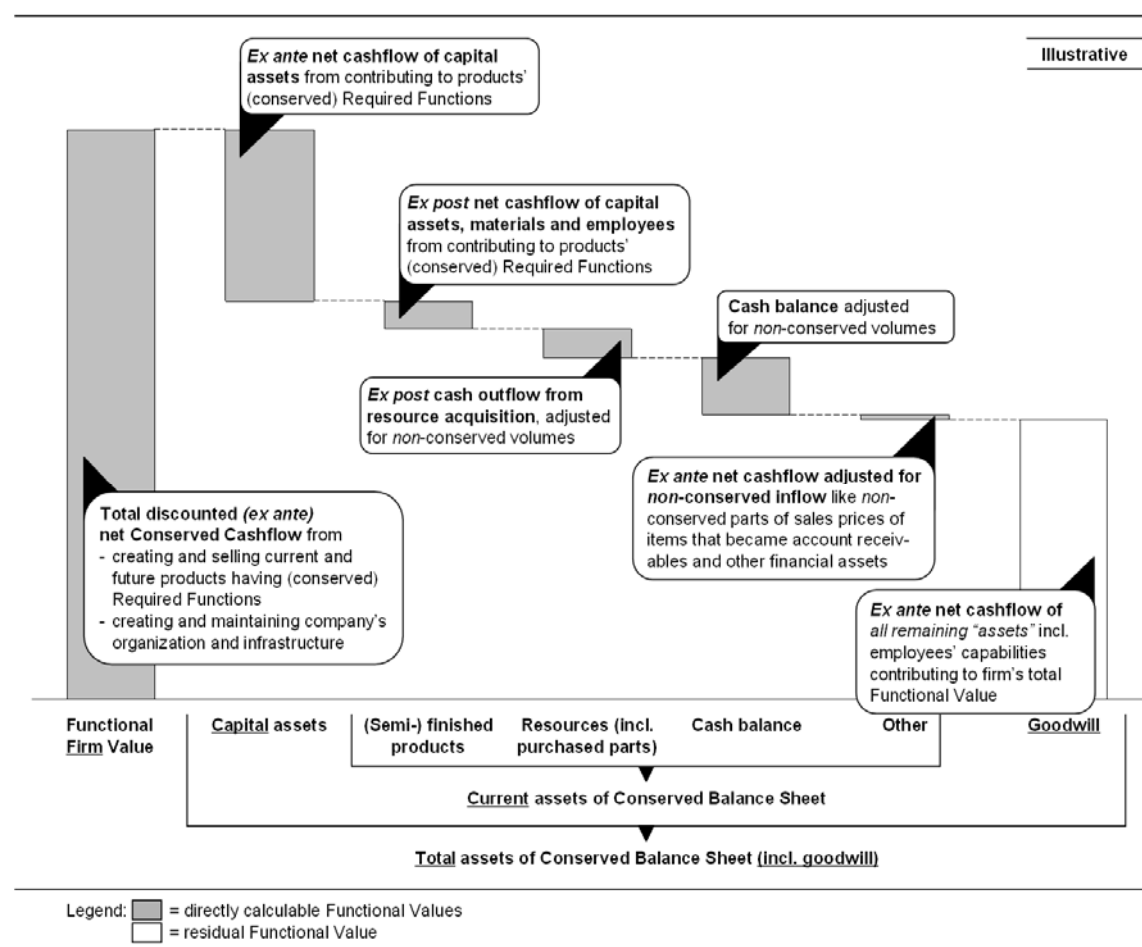 Illustrative
Ex ante net cashflow of capital
assets from contributing to products'
(conserved) Required Functions
Ex post net cashflow of capital
assets, materials and employees
from contributing to products'
(conserved) Required Functions
Cash balance adjusted
for non-conserved volumes
Ex post cash outflow from
resource acquisition, adjusted
for non-conserved volumes
Ex ante net cashflow adjusted for
non-conserved inflow like non-
conserved parts of sales prices of
items that became account receiv-
ables and other financial assets
Total discounted (ex ante)
net Conserved Cashflow from
- creating and selling current and
future products having (conserved)
Required Functions
- creating and maintaining company's
organization and infrastructure
Ex ante net cashflow of
all remaining "assets" incl.
employees' capabilities
contributing to firm's total
Functional Value
Functional
Firm Value
Capital assets
(Semi-) finished
products
Resources (incl.
purchased parts)
Cash balance
Other
Goodwill
Current assets of Conserved Balance Sheet
Total assets of Conserved Balance Sheet (incl. goodwill)
Legend: = directly calculable Functional Values
= residual Functional Value